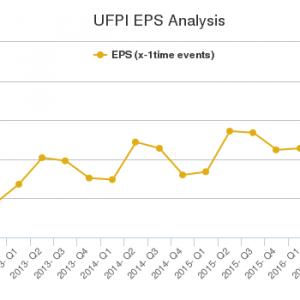 UFPI EPS Analysis
EPS (x-1time events)
2013- Q2
2013- Q3
2013- Q4
2014- Q1
2014- Q2
2014- Q3
2014- Q4
2015- Q1
2015- Q2
2015- Q3
2015- Q4
2016- Q1